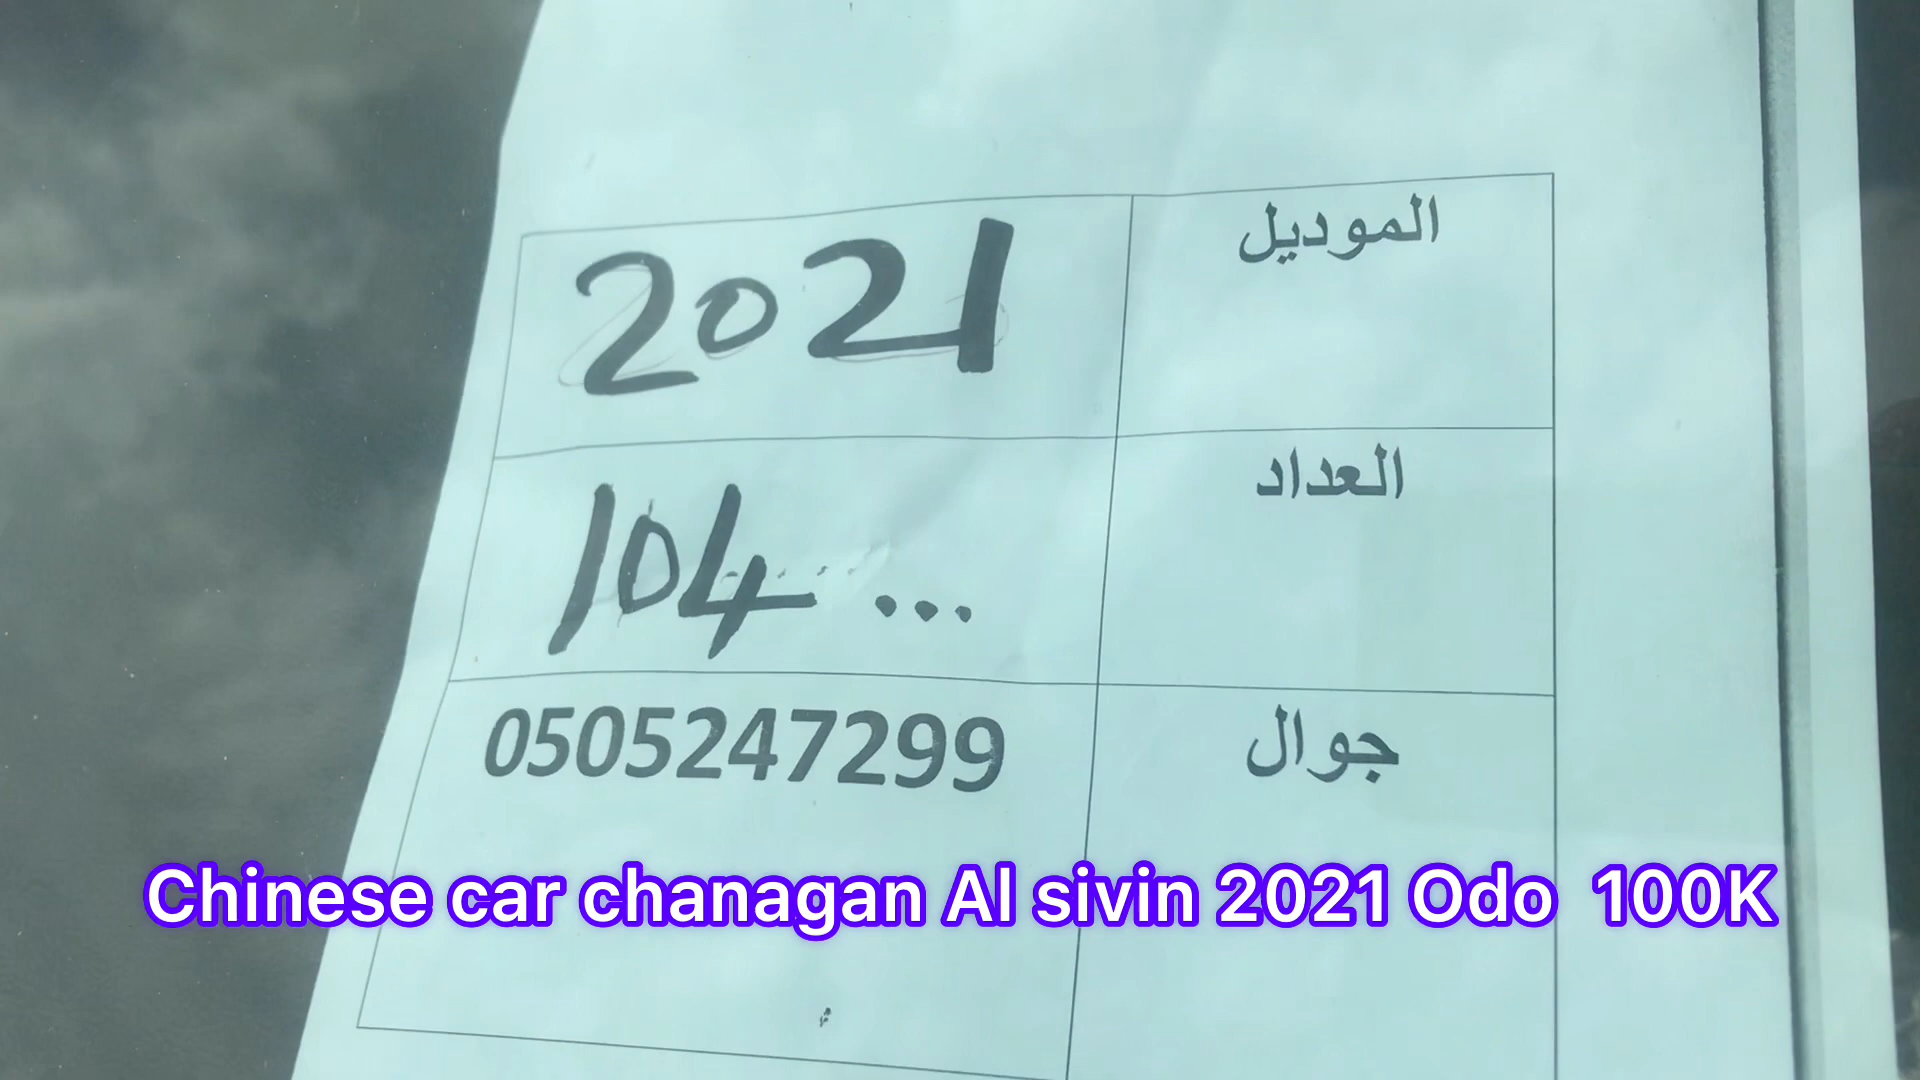 الموديل 2021
العداد 104 ...
جوال 0505247299
Chinese car chanagan Al sivin 2021 Odo 100K